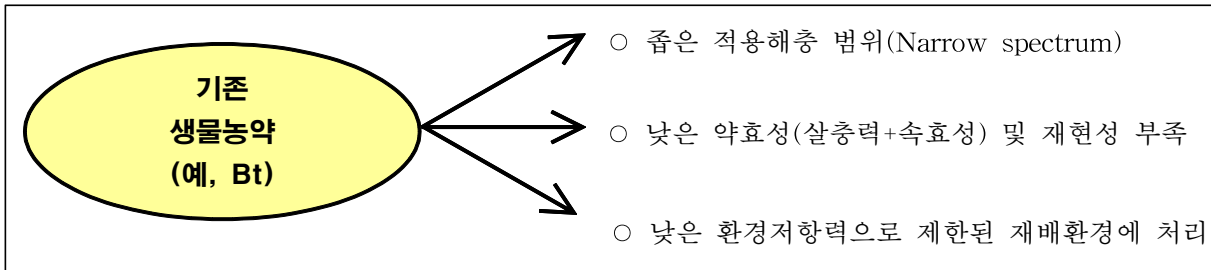 기존
생물농약
(예, Bt)
○ 좁은 적용해충 범위(Narrow spectrum)
○ 낮은 약효성(살충력+속효성) 및 재현성 부족
○ 낮은 환경저항력으로 제한된 재배환경에 처리